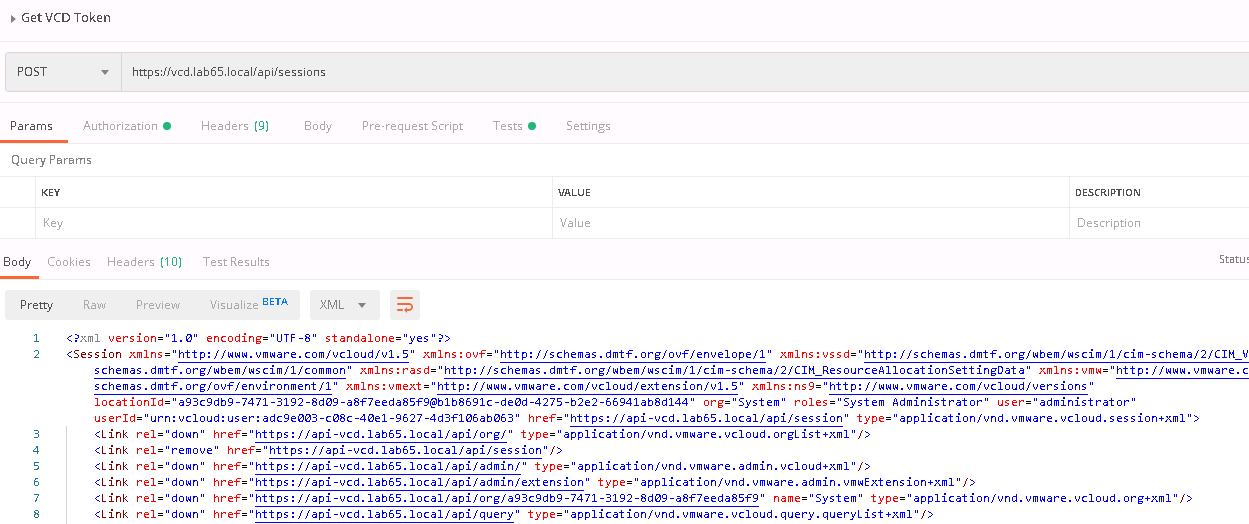 Get VCD Token
POST https://vcd.lab65.local/api/sessions
Params Authorization Headers (9) Body Pre-request Script Tests Settings
Query Params
KEY VALUE DESCRIPTION
Key Value Description
Body Cookies Headers (10) Test Results Status
Pretty Raw Preview Visualize BETA XML
1 <?xml version="1.0" encoding="UTF-8" standalone="yes"?>
2 <Session xmlns="http://www.vmware.com/vcloud/v1.5" xmlns:ovf="http://schemas.dmtf.org/ovf/envelope/1" xmlns:vssd="http://schemas.dmtf.org/wbem/wscim/1/cim-schema/2/CIM_V
schemas.dmtf.org/wbem/wscim/1/common" xmlns:rasd="http://schemas.dmtf.org/wbem/wscim/1/cim-schema/2/CIM_ResourceAllocationSettingData" xmlns:vmw="http://www.vmware.c
schemas.dmtf.org/ovf/environment/1" xmlns:vmext="http://www.vmware.com/vcloud/extension/v1.5" xmlns:ns9="http://www.vmware.com/vcloud/versions"
locationId="a93c9db9-7471-3192-8d09-a8f7eeda85f9@b1b8691c-de0d-4275-b2e2-66941ab8d144" org="System" roles="System Administrator" user="administrator"
userId="urn:vcloud:user:adc9e003-c08c-40e1-9627-4d3f106ab063" href="https://api-vcd.lab65.local/api/session" type="application/vnd.vmware.vcloud.session+xml">
3 <Link rel="down" href="https://api-vcd.lab65.local/api/org/" type="application/vnd.vmware.vcloud.orgList+xml"/>
4 <Link rel="remove" href="https://api-vcd.lab65.local/api/session"/>
5 <Link rel="down" href="https://api-vcd.lab65.local/api/admin/" type="application/vnd.vmware.admin.vcloud+xml"/>
6 <Link rel="down" href="https://api-vcd.lab65.local/api/admin/extension" type="application/vnd.vmware.admin.vmwExtension+xml"/>
7 <Link rel="down" href="https://api-vcd.lab65.local/api/org/a93c9db9-7471-3192-8d09-a8f7eeda85f9" name="System" type="application/vnd.vmware.vcloud.org+xml"/>
8 <Link rel="down" href="https://api-vcd.lab65.local/api/query" type="application/vnd.vmware.vcloud.query.queryList+xml"/>